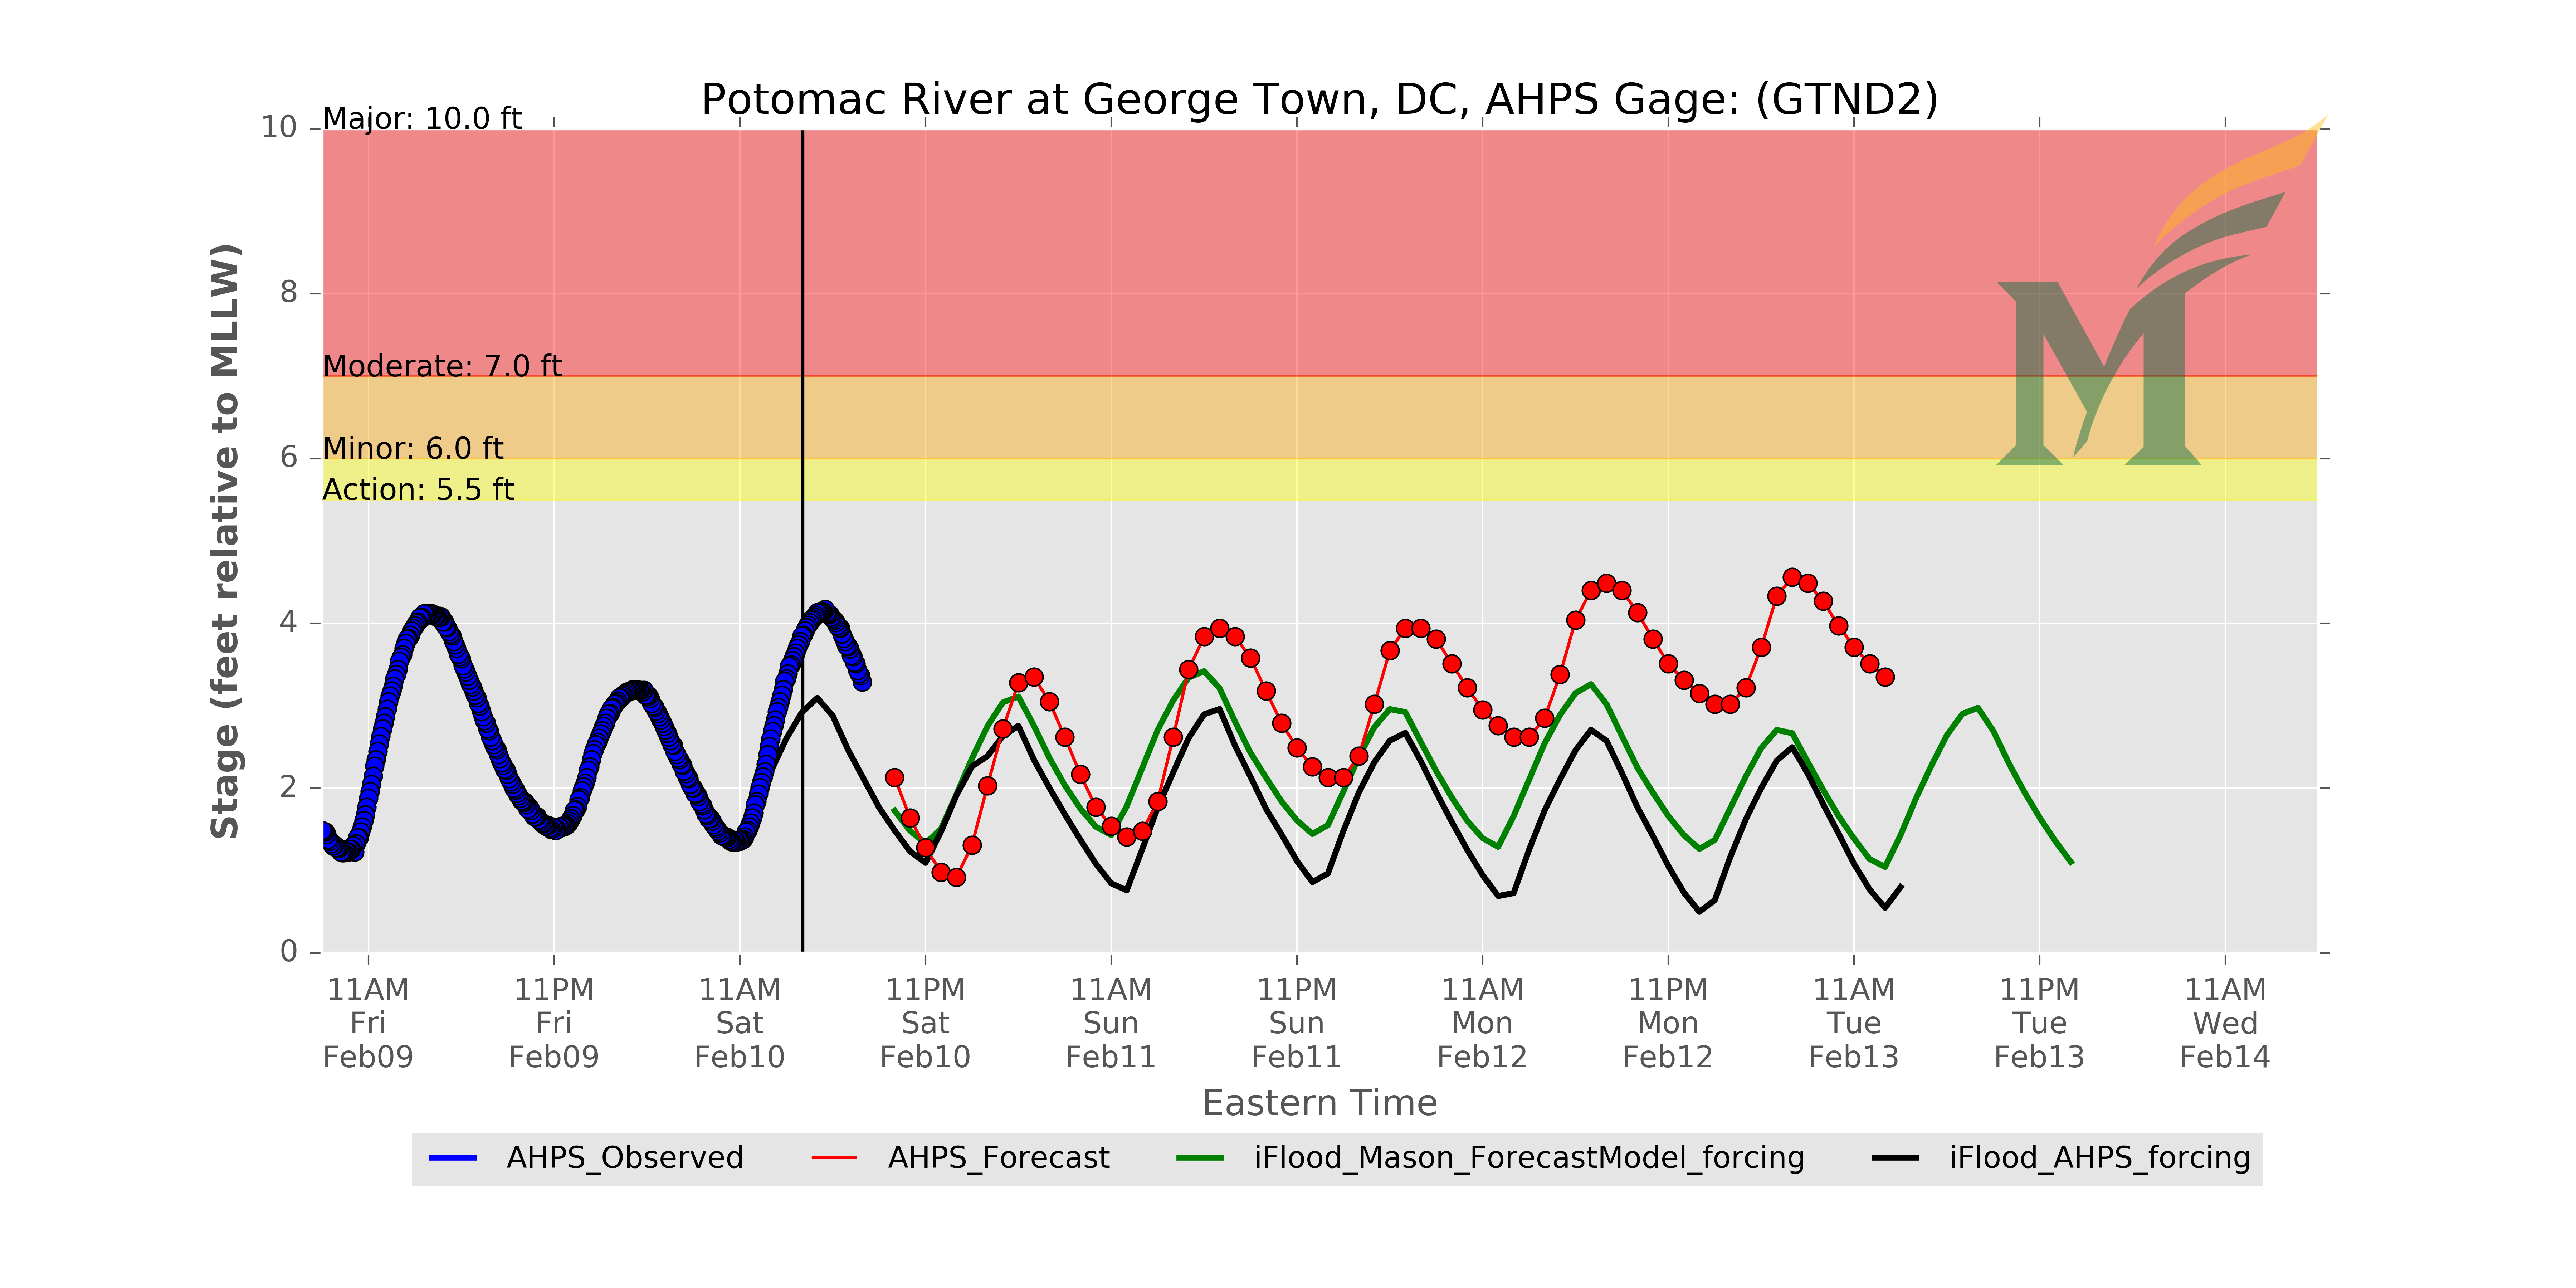 Potomac River at George Town, DC, AHPS Gage: (GTND2)
Major: 10.0 ft
Moderate: 7.0 ft
Minor: 6.0 ft
Action: 5.5 ft
Stage (feet relative to MLLW)
10
8
6
4
2
0
11AM 11PM 11AM 11PM 11AM 11PM 11AM 11PM 11AM 11PM 11AM
Fri Fri Sat Sat Sun Sun Mon Mon Tue Tue Wed
Feb09 Feb09 Feb10 Feb10 Feb11 Feb11 Feb12 Feb12 Feb13 Feb13 Feb14
Eastern Time
AHPS_Observed AHPS_Forecast iFlood_Mason_ForecastModel_forcing iFlood_AHPS_forcing
M